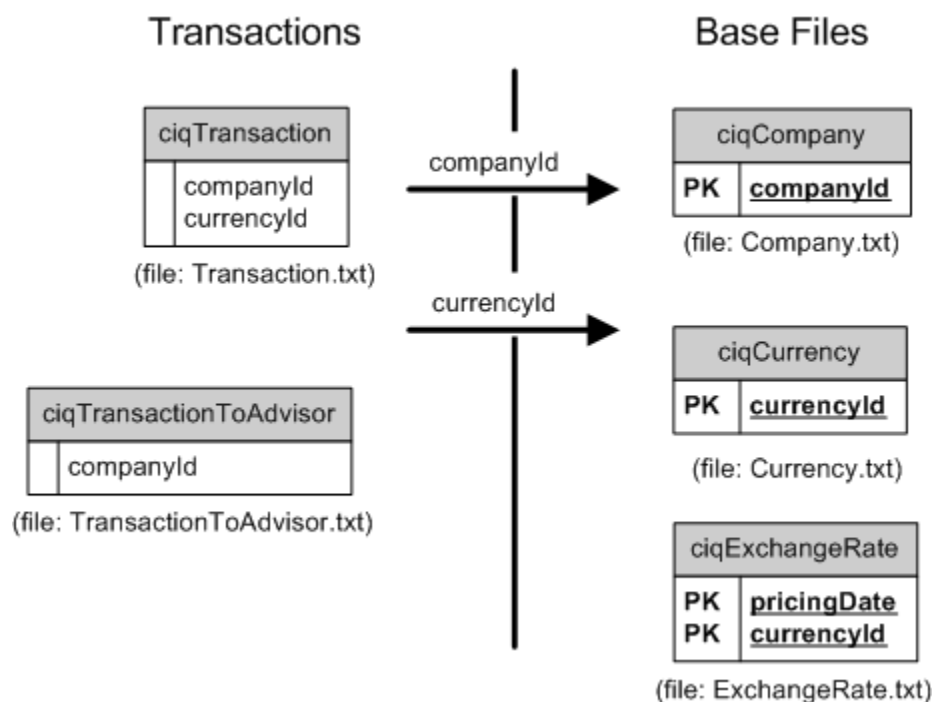 Transactions
Base Files
ciqTransaction
companyId
currencyId
(file: Transaction.txt)
ciqTransactionToAdvisor
companyId
(file: TransactionToAdvisor.txt)
companyId
currencyId
ciqCompany
PK companyId
(file: Company.txt)
ciqCurrency
PK currencyId
(file: Currency.txt)
ciqExchangeRate
PK pricingDate
PK currencyId
(file: ExchangeRate.txt)